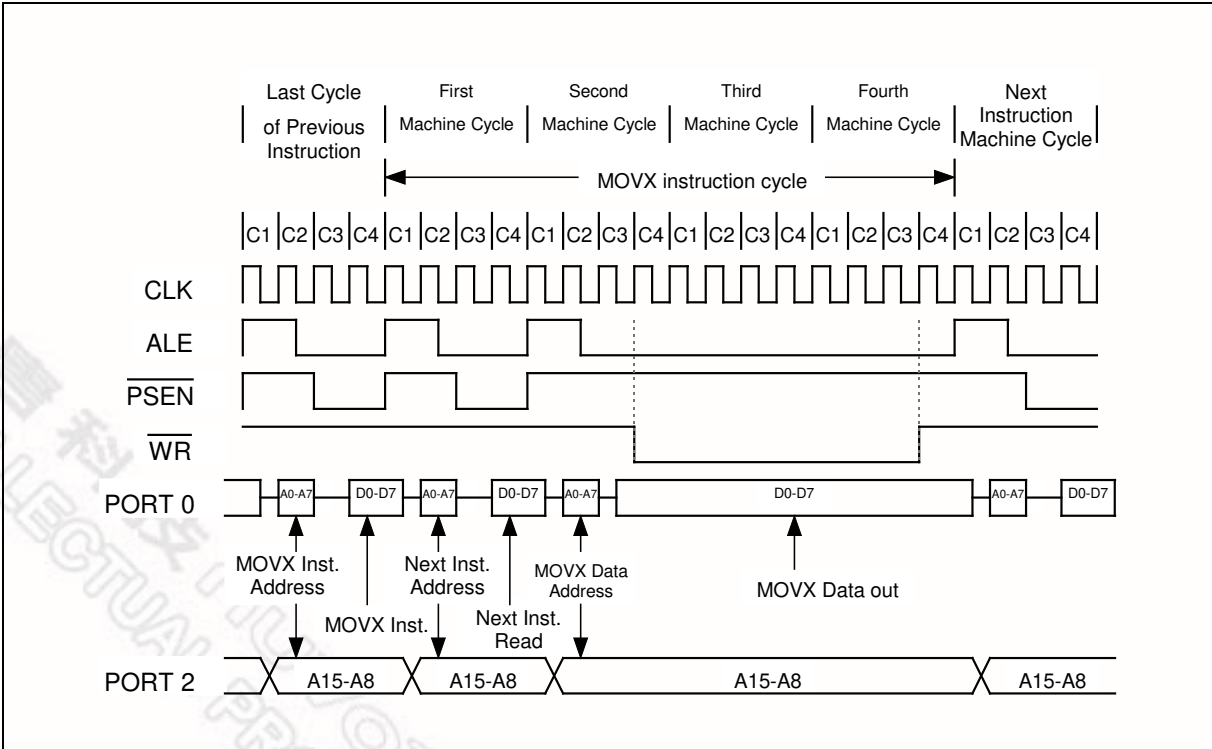 Last Cycle
of Previous
Instruction
First
Machine Cycle
Second
Machine Cycle
Third
Machine Cycle
Fourth
Machine Cycle
Next
Instruction
Machine Cycle
MOVX instruction cycle
C1 C2 C3 C4 C1 C2 C3 C4 C1 C2 C3 C4 C1 C2 C3 C4 C1 C2 C3 C4 C1 C2 C3 C4
CLK
ALE
PSEN
WR
PORT 0
A0-A7 D0-D7 A0-A7 D0-D7 A0-A7 D0-D7 A0-A7 D0-D7
MOVX Inst.
Address
MOVX Inst.
Next Inst.
Address
Next Inst.
Read
MOVX Data
Address
MOVX Data out
PORT 2
A15-A8 A15-A8 A15-A8 A15-A8